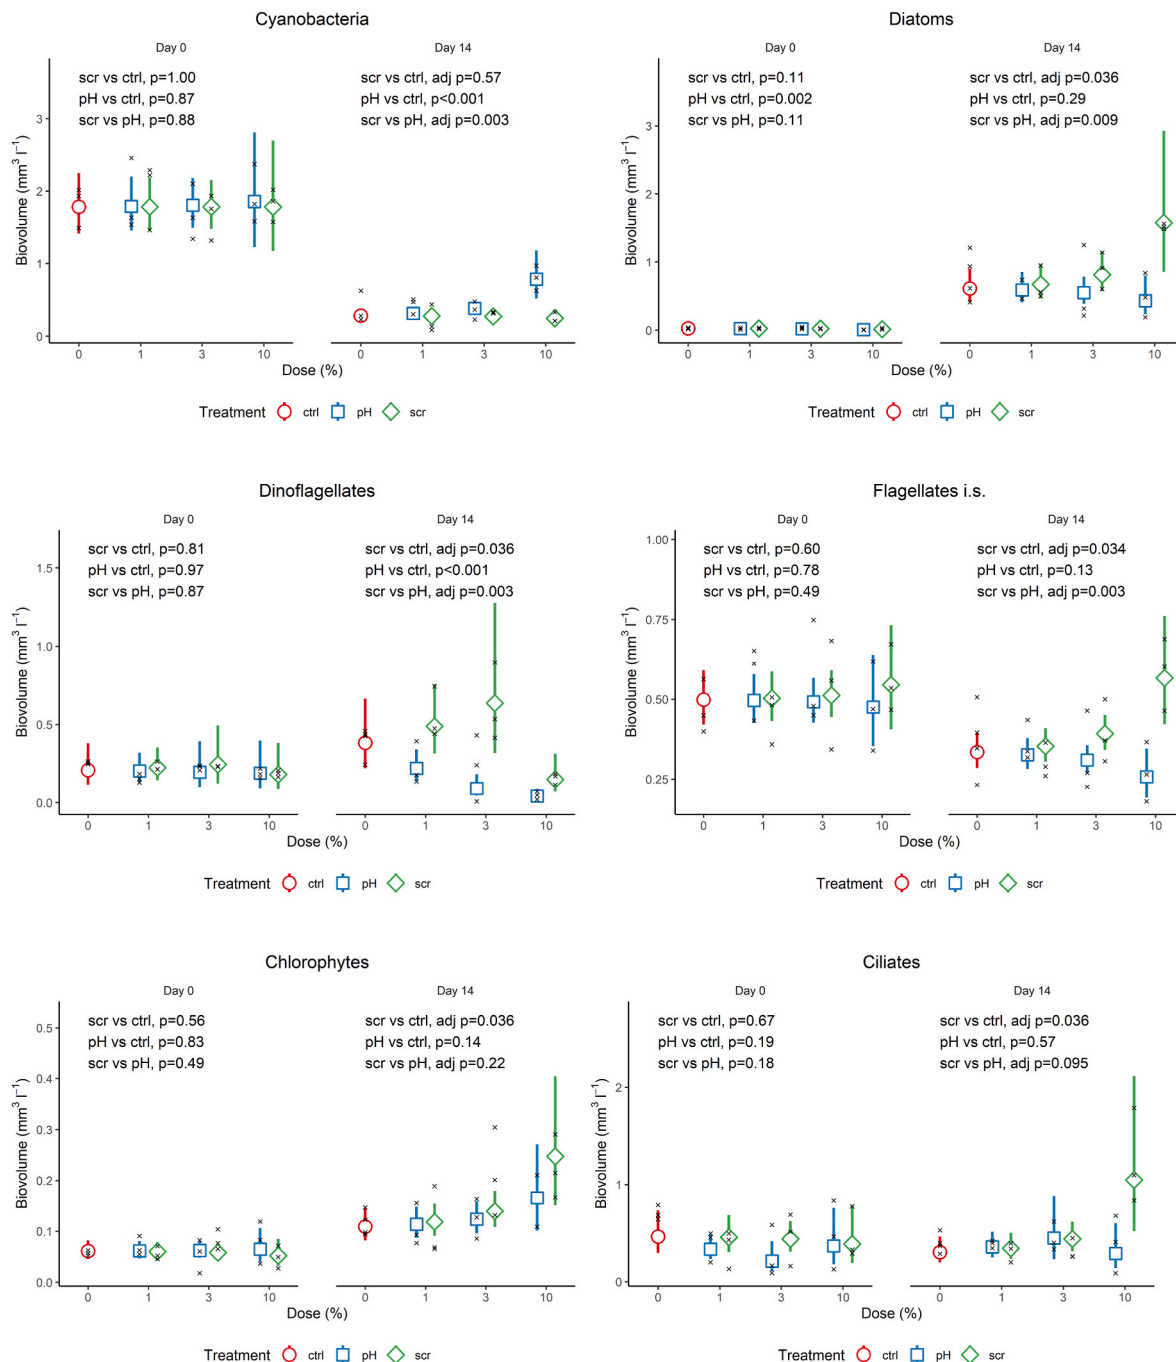 Cyanobacteria
Day 0
Day 14
scr vs ctrl, p=1.00
pH vs ctrl, p=0.87
scr vs pH, p=0.88
scr vs ctrl, adj p=0.57
pH vs ctrl, p<0.001
scr vs pH, adj p=0.003
Biovolume (mm³ l⁻¹)
3
2
1
0
0 1 3 10
0 1 3 10
Dose (%)
Treatment ctrl pH scr
Diatoms
Day 0
Day 14
scr vs ctrl, p=0.11
pH vs ctrl, p=0.002
scr vs pH, p=0.11
scr vs ctrl, adj p=0.036
pH vs ctrl, p=0.29
scr vs pH, adj p=0.009
Biovolume (mm³ l⁻¹)
3
2
1
0
0 1 3 10
0 1 3 10
Dose (%)
Treatment ctrl pH scr
Dinoflagellates
Day 0
Day 14
scr vs ctrl, p=0.81
pH vs ctrl, p=0.97
scr vs pH, p=0.87
scr vs ctrl, adj p=0.036
pH vs ctrl, p<0.001
scr vs pH, adj p=0.003
Biovolume (mm³ l⁻¹)
1.5
1.0
0.5
0.0
0 1 3 10
0 1 3 10
Dose (%)
Treatment ctrl pH scr
Flagellates i.s.
Day 0
Day 14
scr vs ctrl, p=0.60
pH vs ctrl, p=0.78
scr vs pH, p=0.49
scr vs ctrl, adj p=0.034
pH vs ctrl, p=0.13
scr vs pH, adj p=0.003
Biovolume (mm³ l⁻¹)
1.00
0.75
0.50
0.25
0 1 3 10
0 1 3 10
Dose (%)
Treatment ctrl pH scr
Chlorophytes
Day 0
Day 14
scr vs ctrl, p=0.56
pH vs ctrl, p=0.83
scr vs pH, p=0.49
scr vs ctrl, adj p=0.036
pH vs ctrl, p=0.14
scr vs pH, adj p=0.22
Biovolume (mm³ l⁻¹)
0.5
0.4
0.3
0.2
0.1
0.0
0 1 3 10
0 1 3 10
Dose (%)
Treatment ctrl pH scr
Ciliates
Day 0
Day 14
scr vs ctrl, p=0.67
pH vs ctrl, p=0.19
scr vs pH, p=0.18
scr vs ctrl, adj p=0.036
pH vs ctrl, p=0.57
scr vs pH, adj p=0.095
Biovolume (mm³ l⁻¹)
2
1
0
0 1 3 10
0 1 3 10
Dose (%)
Treatment ctrl pH scr